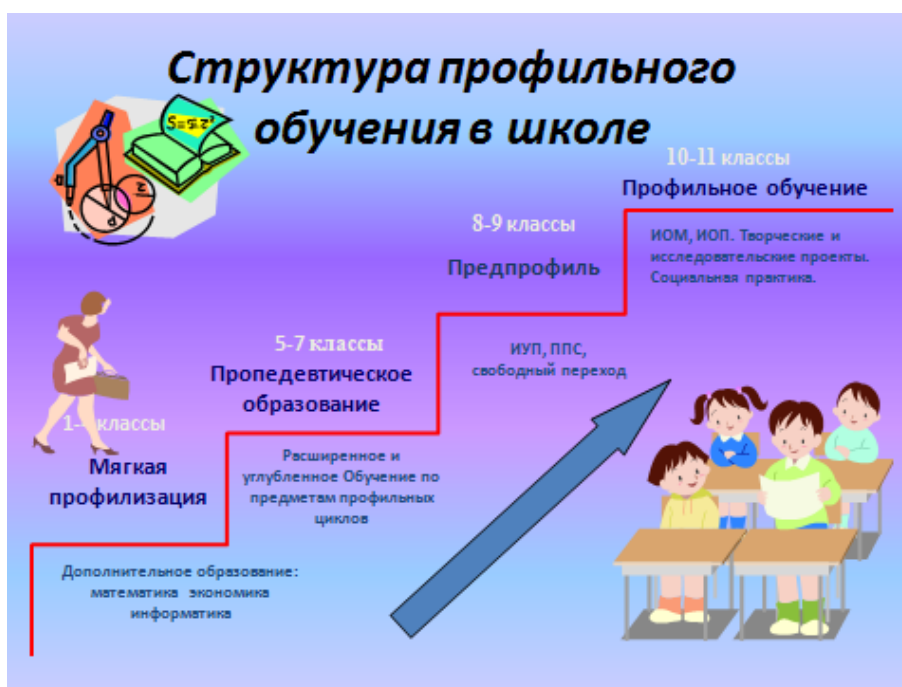 Структура профильного
обучения в школе
10-11 классы
Профильное обучение
ИОМ, ИОП. Творческие и
исследовательские проекты.
Социальная практика.
8-9 классы
Предпрофиль
ИУП, ППС,
свободный переход
5-7 классы
Пропедевтическое
образование
Расширенное и
углубленное Обучение по
предметам профильных
циклов
классы
Мягкая
профилизация
Дополнительное образование:
математика экономика
информатика